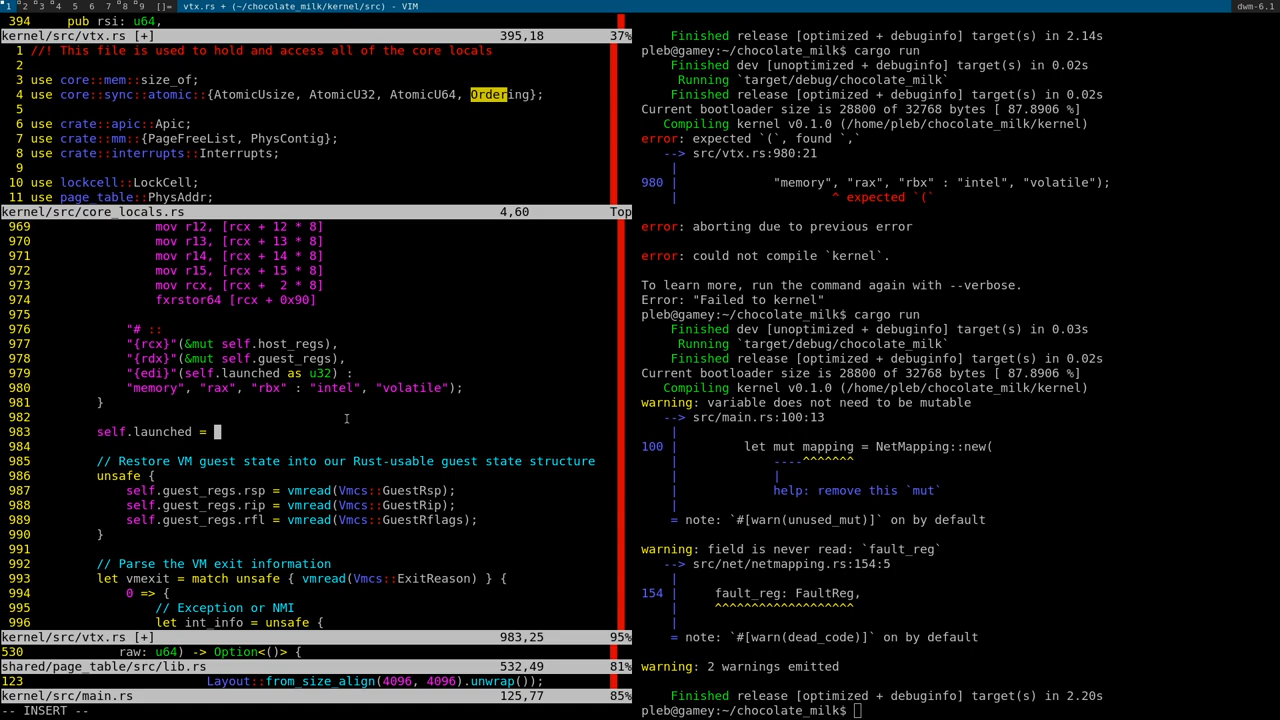 1 2 3 4 5 6 7 8 9 []= vtx.rs + (~/chocolate_milk/kernel/src) - VIM dwm-6.1
394     pub rsi: u64,
kernel/src/vtx.rs [+] 395,18 37%
1 //! This file is used to hold and access all of the core locals
2
3 use core::mem::size_of;
4 use core::sync::atomic::{AtomicUsize, AtomicU32, AtomicU64, Ordering};
5
6 use crate::apic::Apic;
7 use crate::mm::{PageFreeList, PhysContig};
8 use crate::interrupts::Interrupts;
9
10 use lockcell::LockCell;
11 use page_table::PhysAddr;
kernel/src/core_locals.rs 4,60 Top
969                 mov r12, [rcx + 12 * 8]
970                 mov r13, [rcx + 13 * 8]
971                 mov r14, [rcx + 14 * 8]
972                 mov r15, [rcx + 15 * 8]
973                 mov rcx, [rcx +  2 * 8]
974                 fxrstor64 [rcx + 0x90]
975
976             "# ::
977             "{rcx}"(&mut self.host_regs),
978             "{rdx}"(&mut self.guest_regs),
979             "{edi}"(self.launched as u32) :
980             "memory", "rax", "rbx" : "intel", "volatile");
981         }
982
983         self.launched =
984
985         // Restore VM guest state into our Rust-usable guest state structure
986         unsafe {
987             self.guest_regs.rsp = vmread(Vmcs::GuestRsp);
988             self.guest_regs.rip = vmread(Vmcs::GuestRip);
989             self.guest_regs.rfl = vmread(Vmcs::GuestRflags);
990         }
991
992         // Parse the VM exit information
993         let vmexit = match unsafe { vmread(Vmcs::ExitReason) } {
994             0 => {
995                 // Exception or NMI
996                 let int_info = unsafe {
kernel/src/vtx.rs [+] 983,25 95%
530             raw: u64) -> Option<()> {
shared/page_table/src/lib.rs 532,49 81%
123                         Layout::from_size_align(4096, 4096).unwrap());
kernel/src/main.rs 125,77 85%
-- INSERT --
    Finished release [optimized + debuginfo] target(s) in 2.14s
pleb@gamey:~/chocolate_milk$ cargo run
    Finished dev [unoptimized + debuginfo] target(s) in 0.02s
     Running `target/debug/chocolate_milk`
    Finished release [optimized + debuginfo] target(s) in 0.02s
Current bootloader size is 28800 of 32768 bytes [ 87.8906 %]
   Compiling kernel v0.1.0 (/home/pleb/chocolate_milk/kernel)
error: expected `(`, found `,`
   --> src/vtx.rs:980:21
    |
980 |             "memory", "rax", "rbx" : "intel", "volatile");
    |                     ^ expected `(`

error: aborting due to previous error

error: could not compile `kernel`.

To learn more, run the command again with --verbose.
Error: "Failed to kernel"
pleb@gamey:~/chocolate_milk$ cargo run
    Finished dev [unoptimized + debuginfo] target(s) in 0.03s
     Running `target/debug/chocolate_milk`
    Finished release [optimized + debuginfo] target(s) in 0.02s
Current bootloader size is 28800 of 32768 bytes [ 87.8906 %]
   Compiling kernel v0.1.0 (/home/pleb/chocolate_milk/kernel)
warning: variable does not need to be mutable
   --> src/main.rs:100:13
    |
100 |         let mut mapping = NetMapping::new(
    |             ----^^^^^^^
    |             |
    |             help: remove this `mut`
    |
    = note: `#[warn(unused_mut)]` on by default

warning: field is never read: `fault_reg`
   --> src/net/netmapping.rs:154:5
    |
154 |     fault_reg: FaultReg,
    |     ^^^^^^^^^^^^^^^^^^^
    |
    = note: `#[warn(dead_code)]` on by default

warning: 2 warnings emitted

    Finished release [optimized + debuginfo] target(s) in 2.20s
pleb@gamey:~/chocolate_milk$